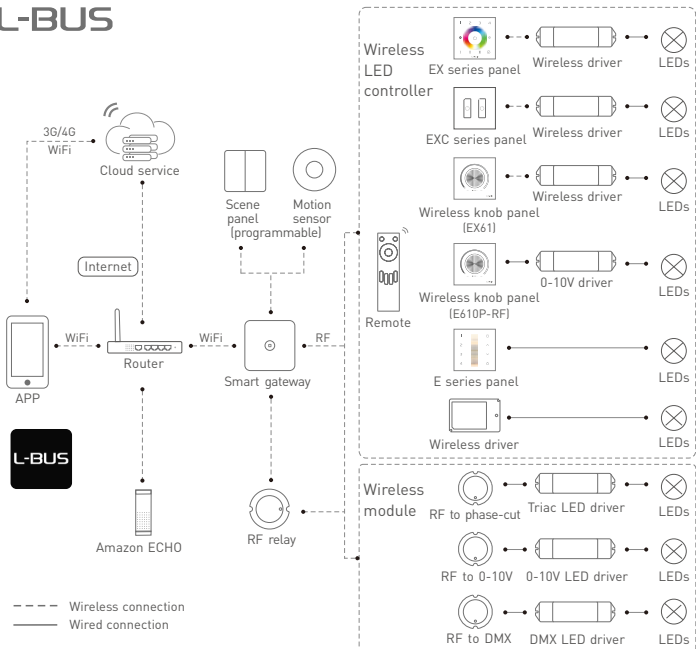 L-BUS
3G/4G
WiFi
Cloud service
Scene
panel
Motion
sensor
(programmable)
Internet
WiFi
WiFi
RF
APP
Router
Smart gateway
L-BUS
Amazon ECHO
RF relay
Wireless connection
Wired connection
Wireless
LED
controller
EX series panel
Wireless driver
LEDs
EXC series panel
Wireless driver
LEDs
Wireless knob panel
(EX61)
Wireless driver
LEDs
Remote
Wireless knob panel
(E610P-RF)
0-10V driver
LEDs
E series panel
LEDs
Wireless driver
LEDs
Wireless
module
RF to phase-cut
Triac LED driver
LEDs
RF to 0-10V
0-10V LED driver
LEDs
RF to DMX
DMX LED driver
LEDs